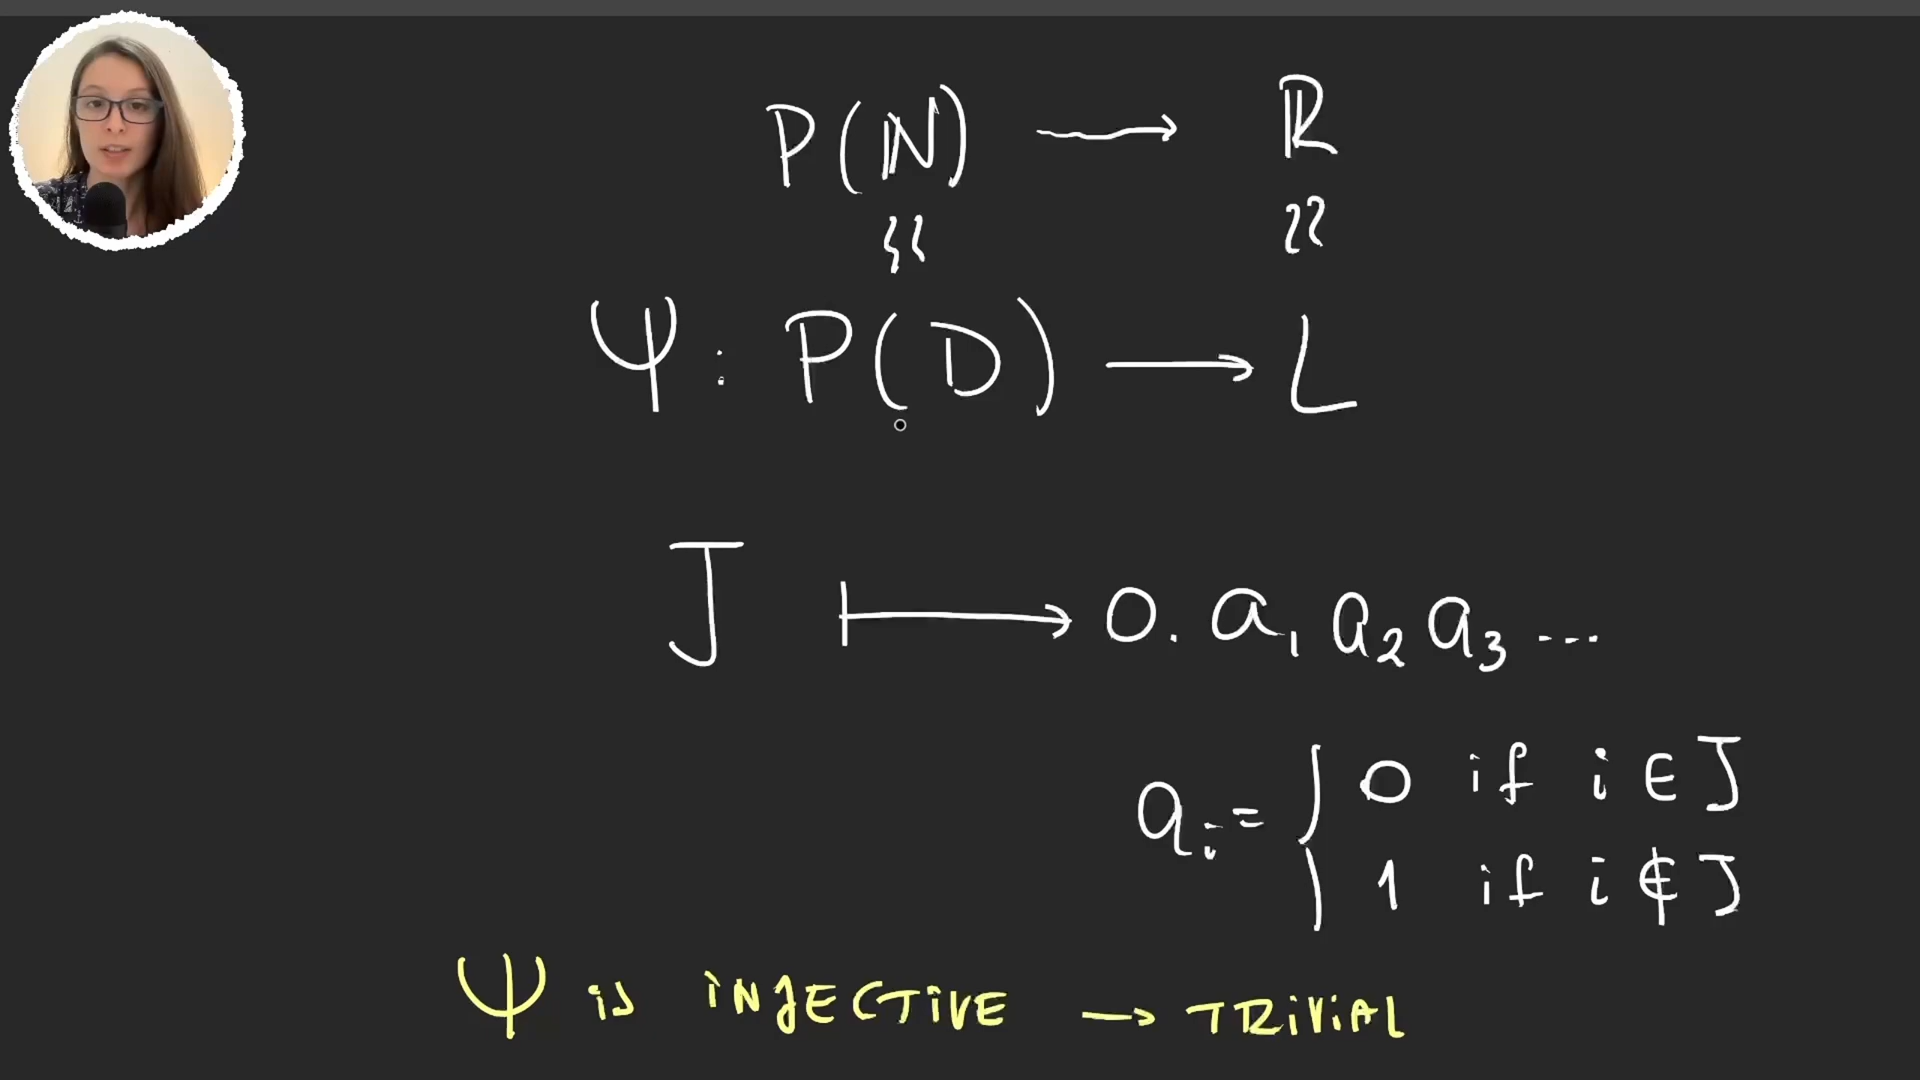 P(ℕ) ⟶ ℝ
≀≀ ≀≀
Ψ : P(D) ⟶ L
J ⟼ 0. a₁ a₂ a₃ ...
aᵢ = { 0 if i ∈ J
1 if i ∉ J
Ψ is INJECTIVE → TRIVIAL